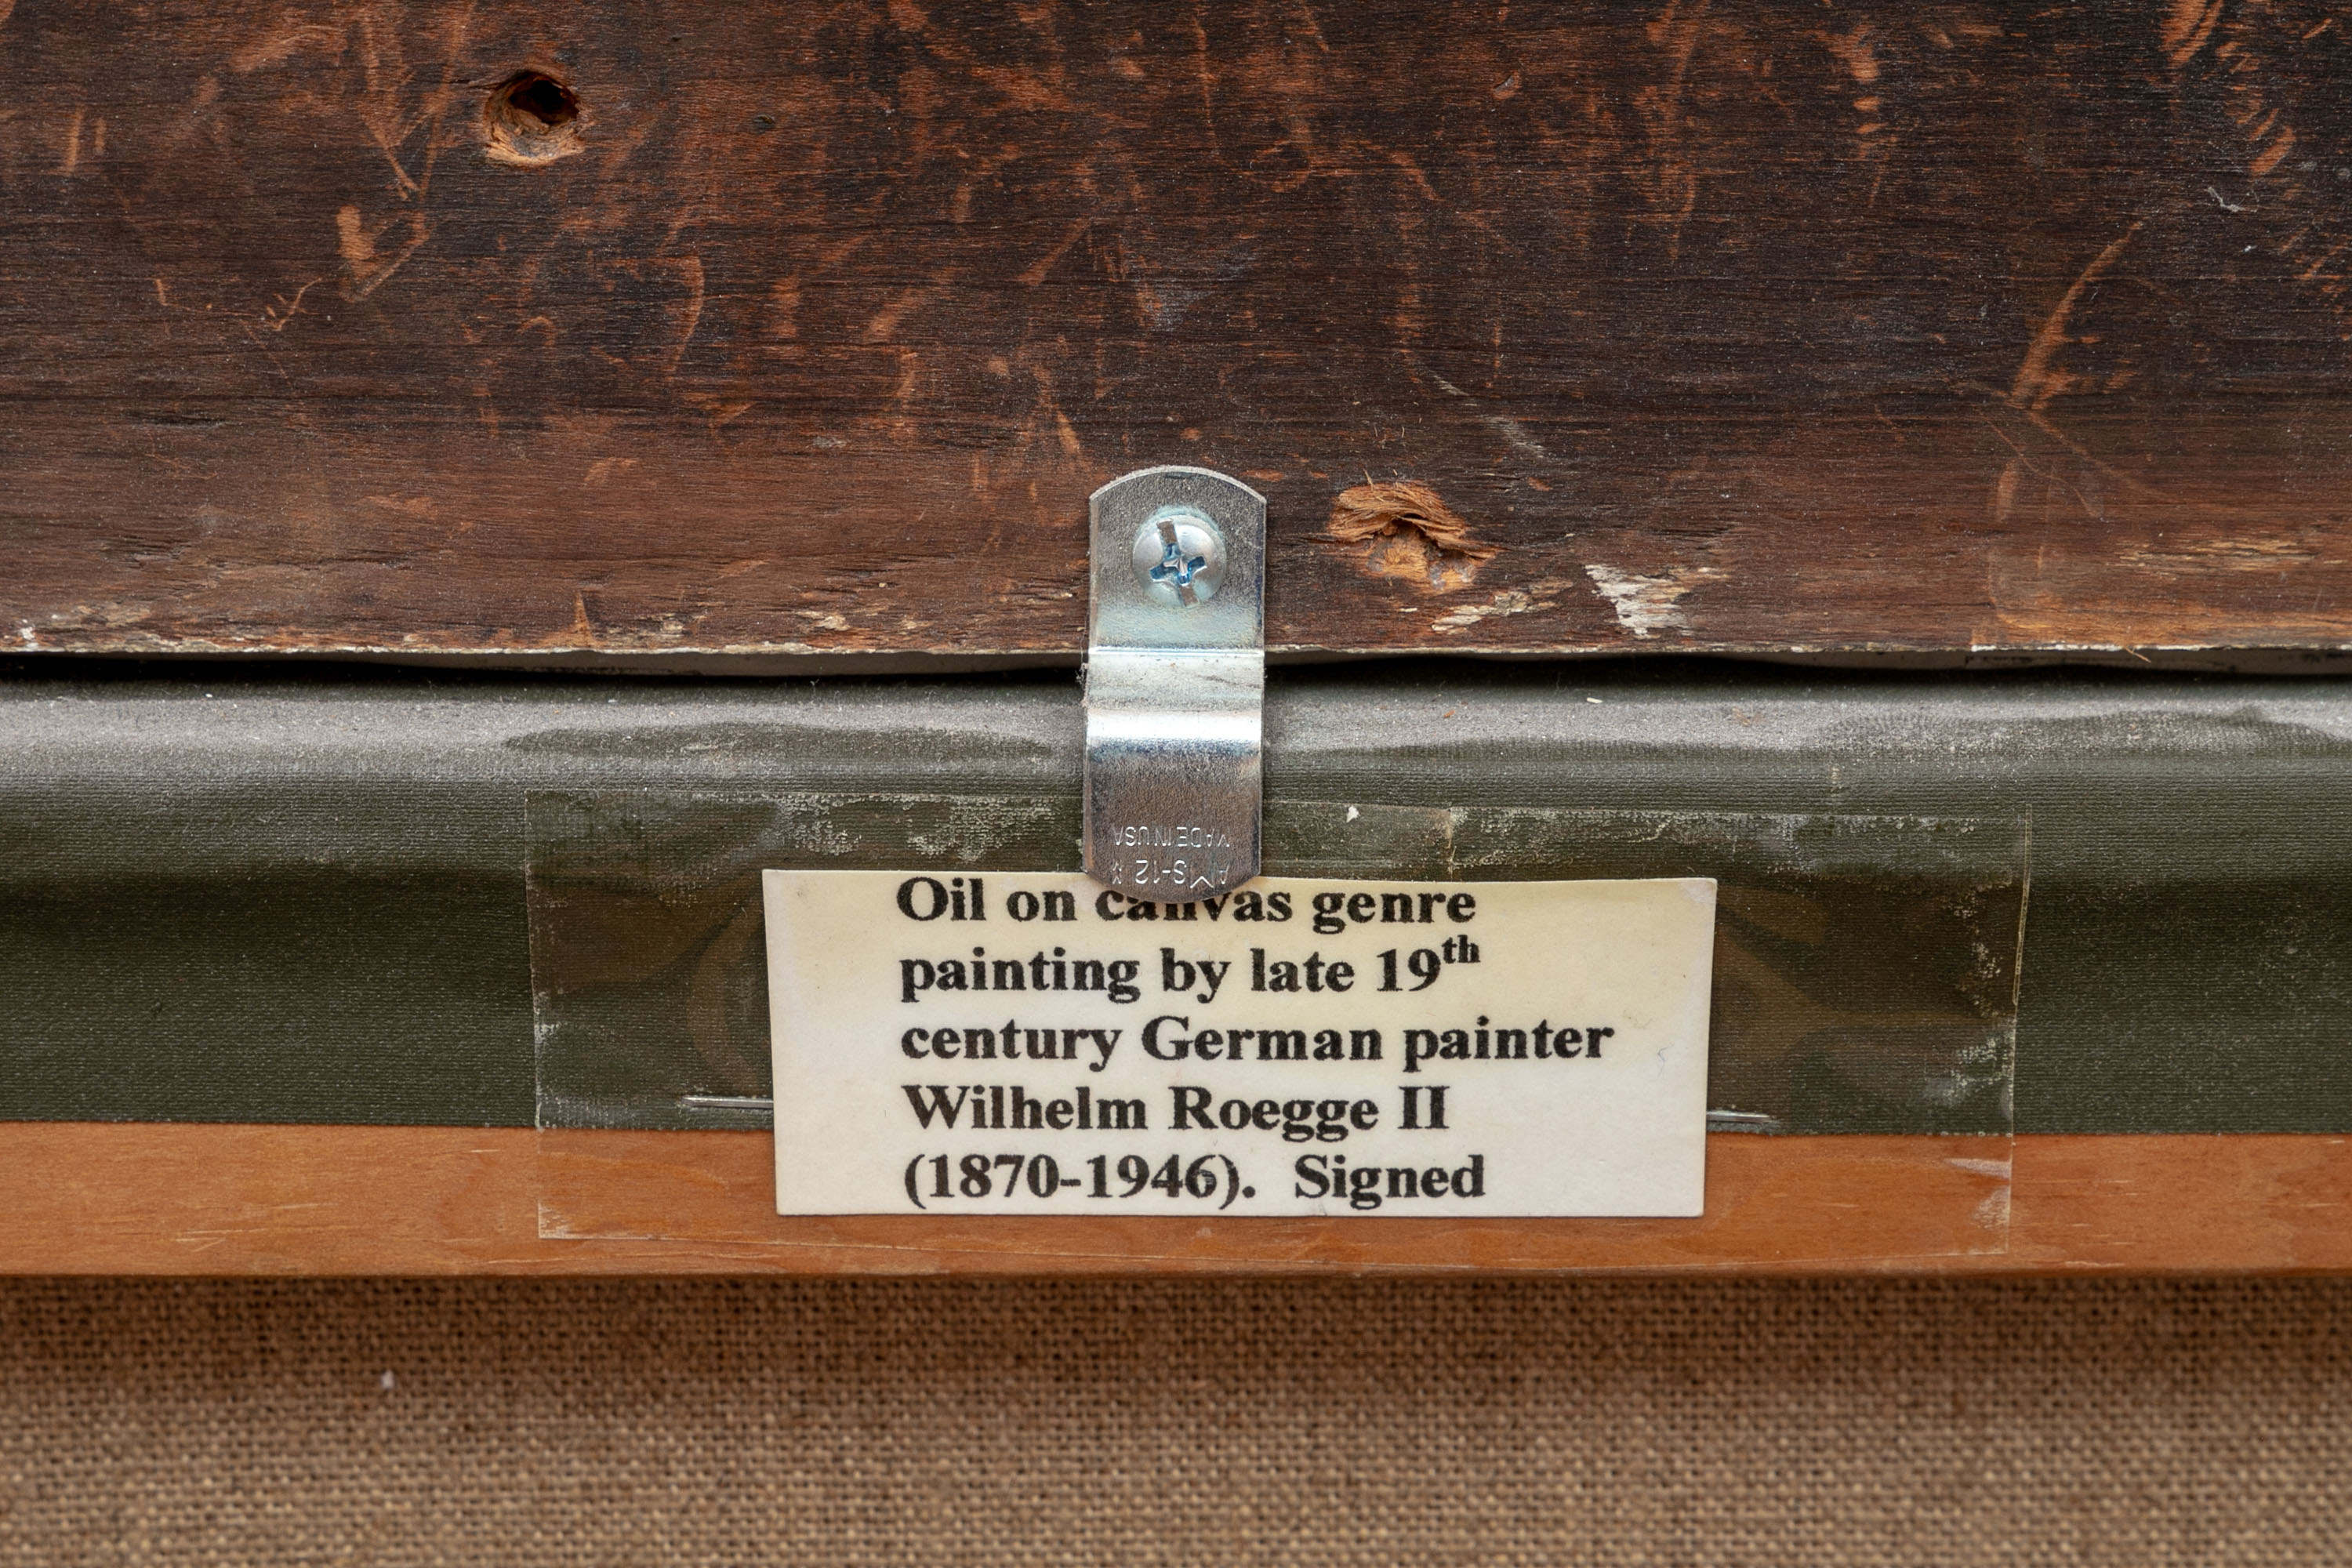 MADE IN USA
S-12
Oil on canvas genre
painting by late 19th
century German painter
Wilhelm Roegge II
(1870-1946).  Signed